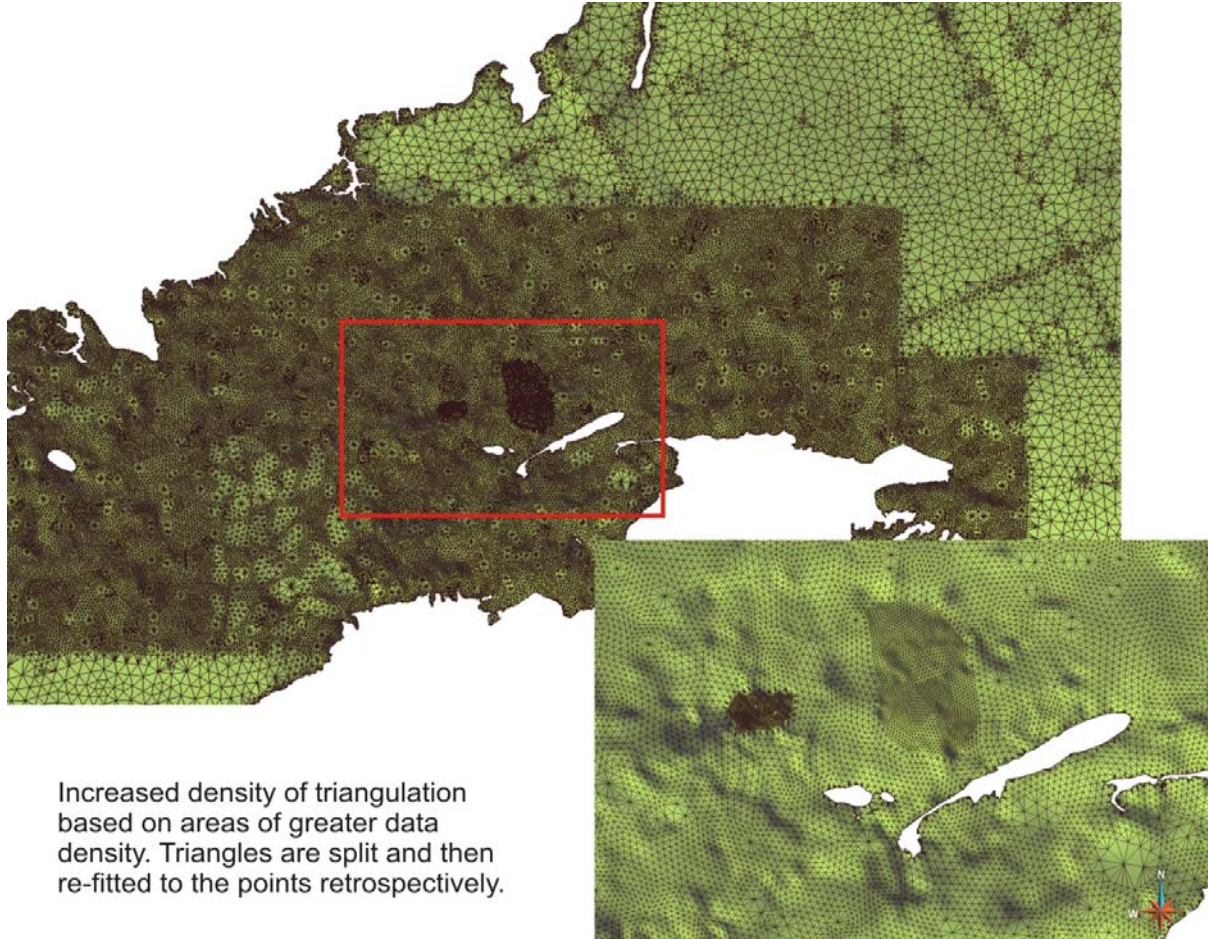 Increased density of triangulation
based on areas of greater data
density. Triangles are split and then
re-fitted to the points retrospectively.
N
W